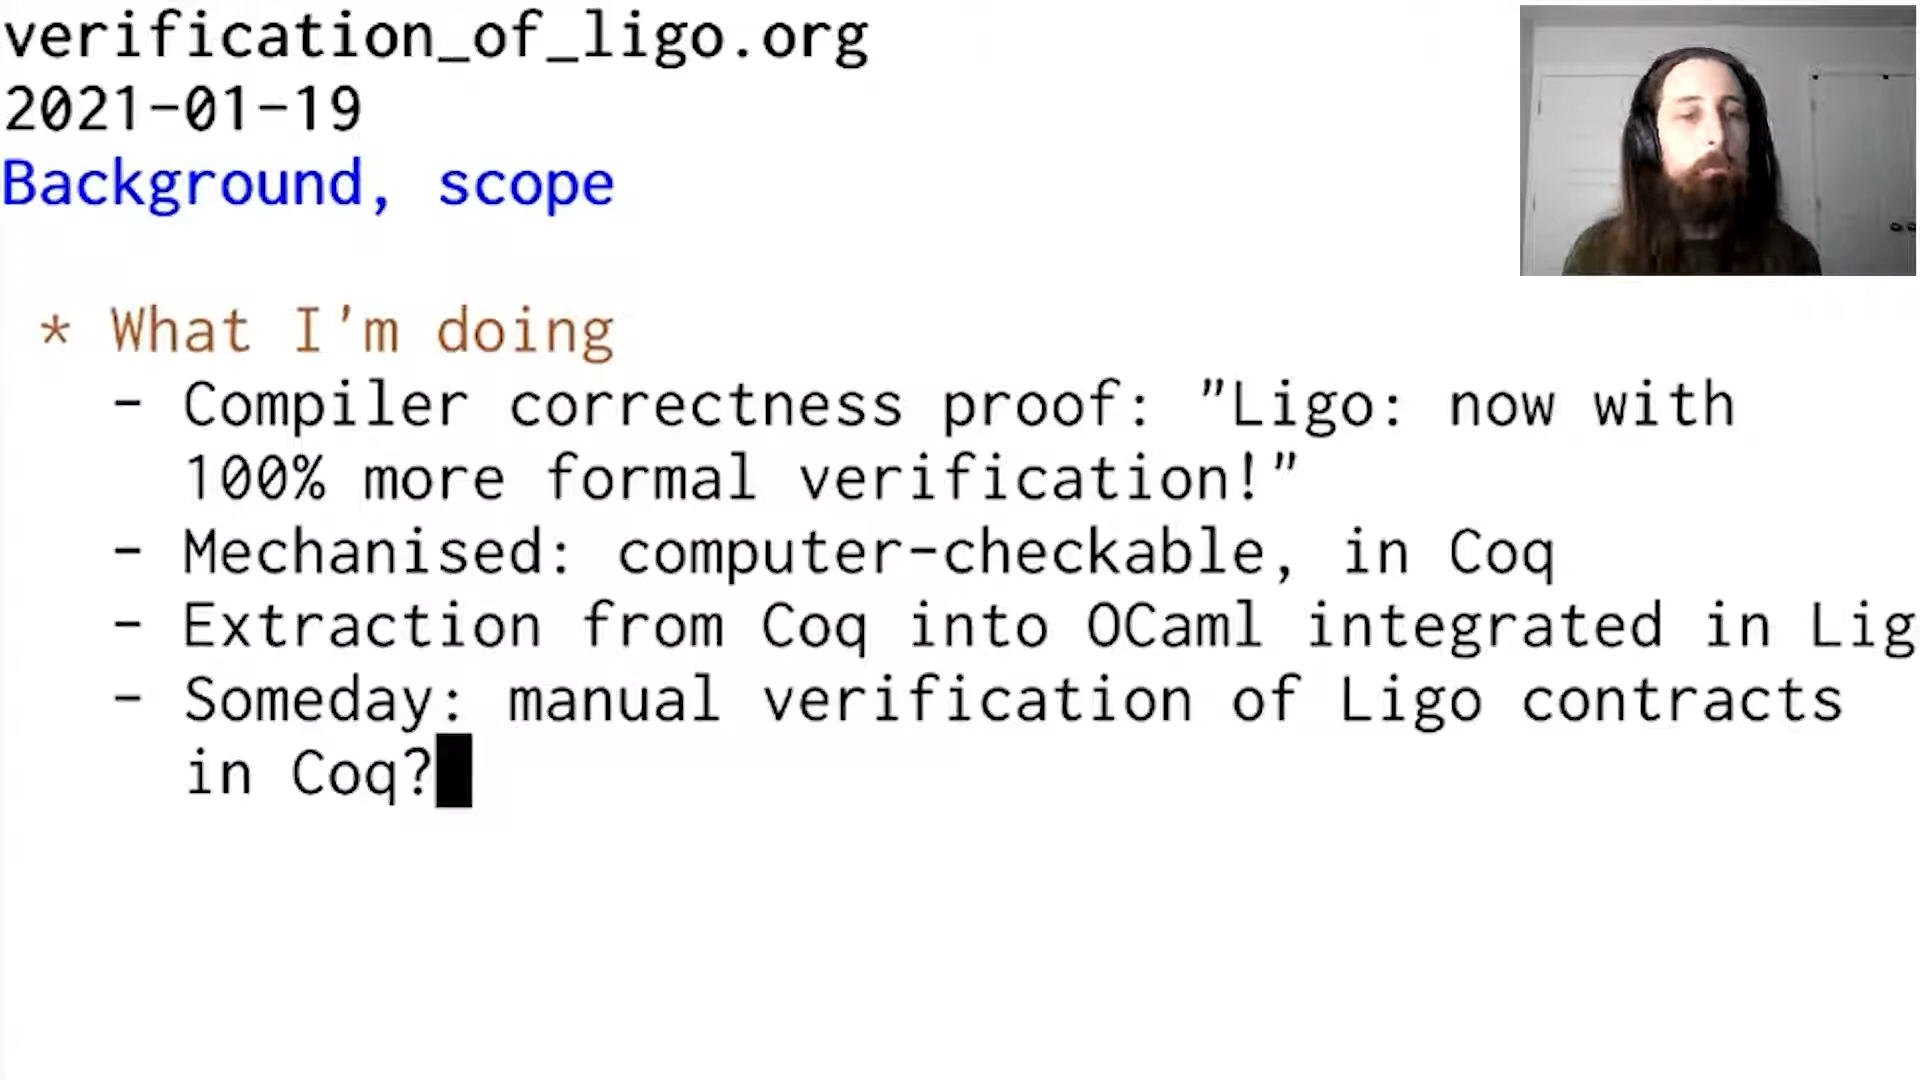 verification_of_ligo.org
2021-01-19
Background, scope
* What I'm doing
- Compiler correctness proof: "Ligo: now with
100% more formal verification!"
- Mechanised: computer-checkable, in Coq
- Extraction from Coq into OCaml integrated in Lig
- Someday: manual verification of Ligo contracts
in Coq?